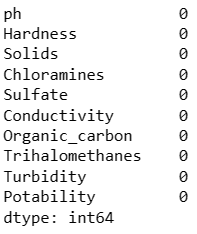 ph 0
Hardness 0
Solids 0
Chloramines 0
Sulfate 0
Conductivity 0
Organic_carbon 0
Trihalomethanes 0
Turbidity 0
Potability 0
dtype: int64